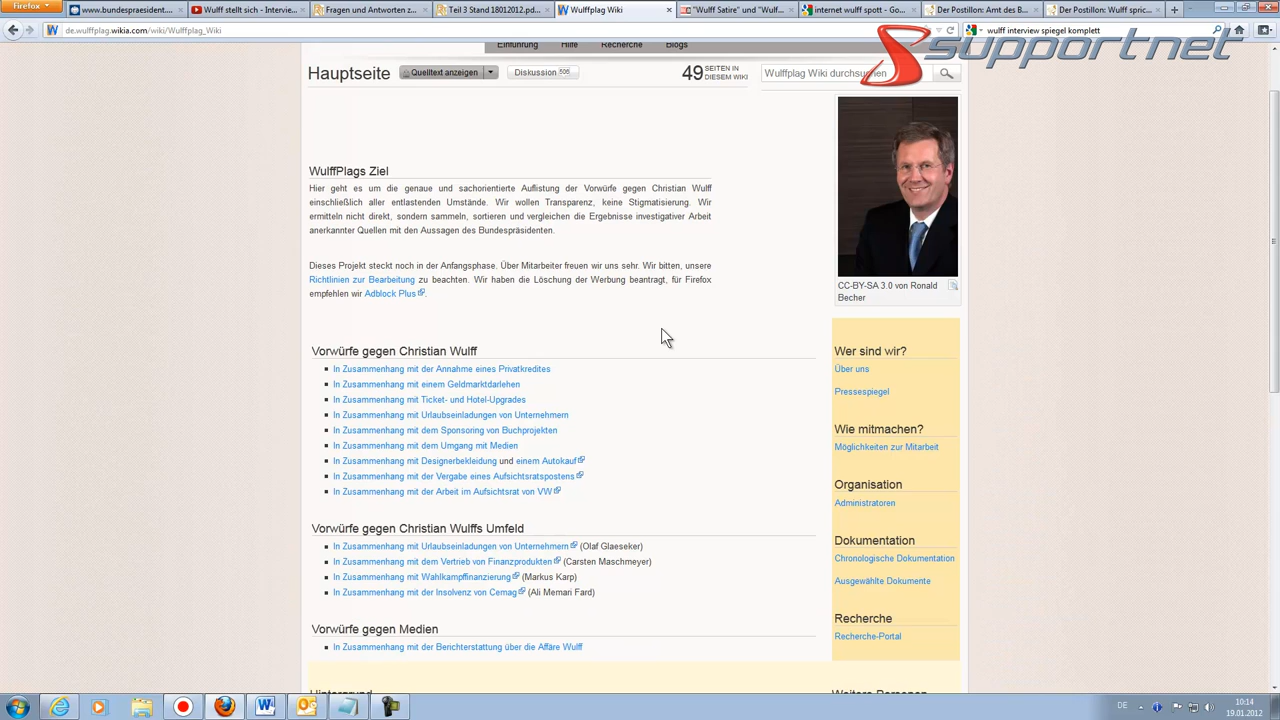 Firefox
www.bundespraesident....
Wulff stellt sich - Intervie...
Fragen und Antworten z...
Teil 3 Stand 18012012.pd...
Wulffplag Wiki
"Wulff Satire" und "Wulf...
internet wulff spott - Go...
Der Postillon: Amt des B...
Der Postillon: Wulff spric...
de.wulffplag.wikia.com/wiki/Wulffplag_Wiki
wulff interview spiegel komplett
supportnet
Einführung Hilfe Recherche Blogs
Hauptseite Quelltext anzeigen Diskussion 506 49 SEITEN IN DIESEM WIKI
Wulffplag Wiki durchsuchen
WulffPlags Ziel
Hier geht es um die genaue und sachorientierte Auflistung der Vorwürfe gegen Christian Wulff
einschließlich aller entlastenden Umstände. Wir wollen Transparenz, keine Stigmatisierung. Wir
ermitteln nicht direkt, sondern sammeln, sortieren und vergleichen die Ergebnisse investigativer Arbeit
anerkannter Quellen mit den Aussagen des Bundespräsidenten.
Dieses Projekt steckt noch in der Anfangsphase. Über Mitarbeiter freuen wir uns sehr. Wir bitten, unsere
Richtlinien zur Bearbeitung zu beachten. Wir haben die Löschung der Werbung beantragt, für Firefox
empfehlen wir Adblock Plus.
Vorwürfe gegen Christian Wulff
In Zusammenhang mit der Annahme eines Privatkredites
In Zusammenhang mit einem Geldmarktdarlehen
In Zusammenhang mit Ticket- und Hotel-Upgrades
In Zusammenhang mit Urlaubseinladungen von Unternehmern
In Zusammenhang mit dem Sponsoring von Buchprojekten
In Zusammenhang mit dem Umgang mit Medien
In Zusammenhang mit Designerbekleidung und einem Autokauf
In Zusammenhang mit der Vergabe eines Aufsichtsratspostens
In Zusammenhang mit der Arbeit im Aufsichtsrat von VW
Vorwürfe gegen Christian Wulffs Umfeld
In Zusammenhang mit Urlaubseinladungen von Unternehmern (Olaf Glaeseker)
In Zusammenhang mit dem Vertrieb von Finanzprodukten (Carsten Maschmeyer)
In Zusammenhang mit Wahlkampffinanzierung (Markus Karp)
In Zusammenhang mit der Insolvenz von Cemag (Ali Memari Fard)
Vorwürfe gegen Medien
In Zusammenhang mit der Berichterstattung über die Affäre Wulff
Hintergrund
CC-BY-SA 3.0 von Ronald
Becher
Wer sind wir?
Über uns
Pressespiegel
Wie mitmachen?
Möglichkeiten zur Mitarbeit
Organisation
Administratoren
Dokumentation
Chronologische Dokumentation
Ausgewählte Dokumente
Recherche
Recherche-Portal
Weitere Personen
DE
10:14
19.01.2012